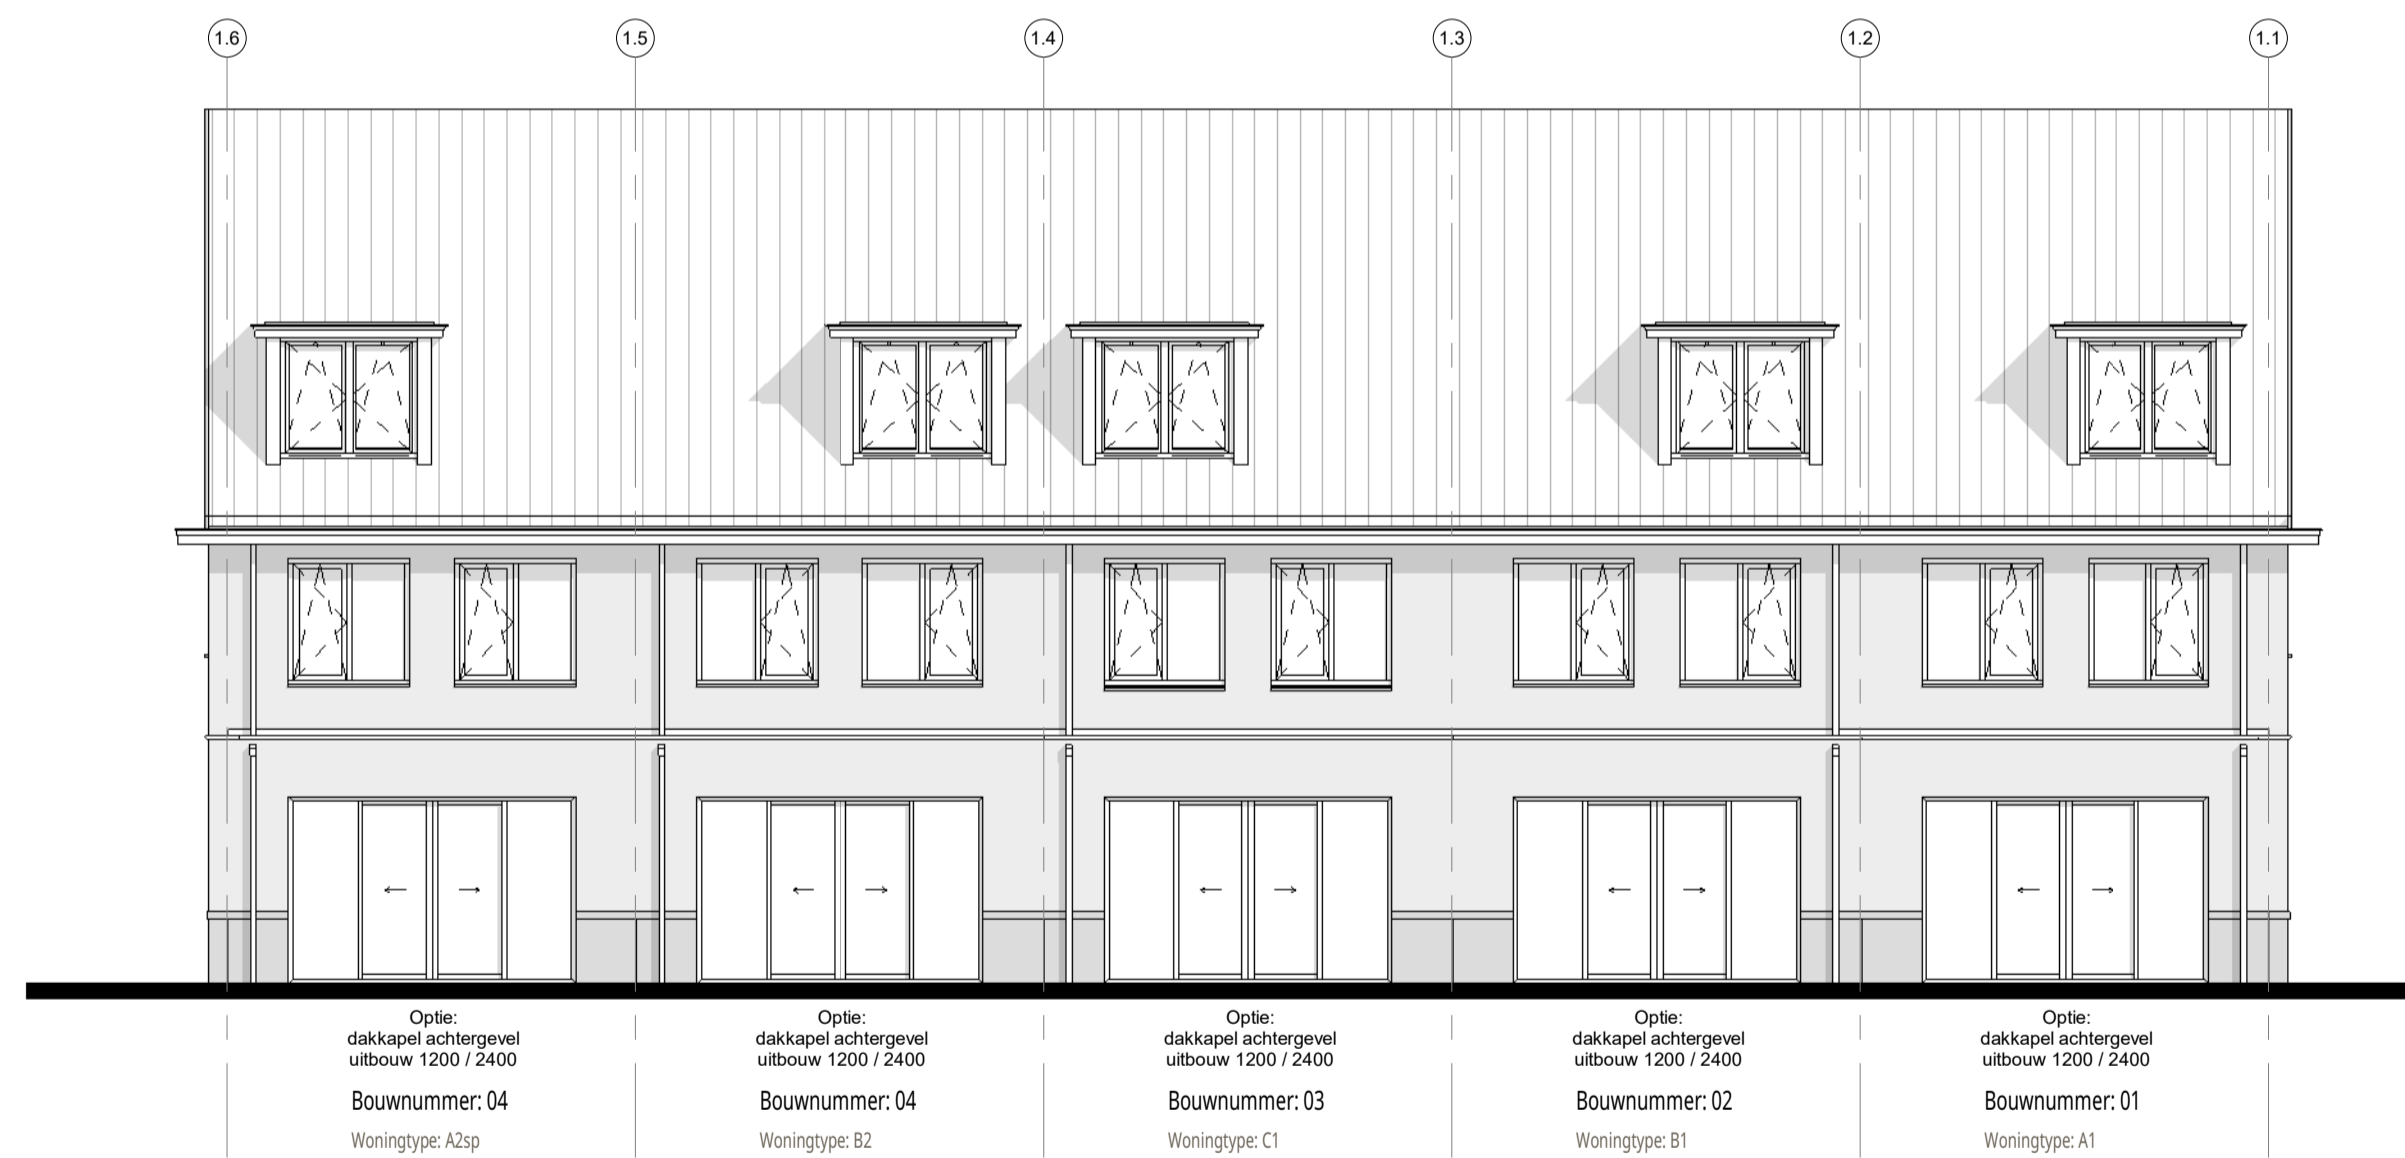 1.6
1.5
1.4
1.3
1.2
1.1
Optie:
dakkapel achtergevel
uitbouw 1200 / 2400
Bouwnummer: 04
Woningtype: A2sp
Optie:
dakkapel achtergevel
uitbouw 1200 / 2400
Bouwnummer: 04
Woningtype: B2
Optie:
dakkapel achtergevel
uitbouw 1200 / 2400
Bouwnummer: 03
Woningtype: C1
Optie:
dakkapel achtergevel
uitbouw 1200 / 2400
Bouwnummer: 02
Woningtype: B1
Optie:
dakkapel achtergevel
uitbouw 1200 / 2400
Bouwnummer: 01
Woningtype: A1